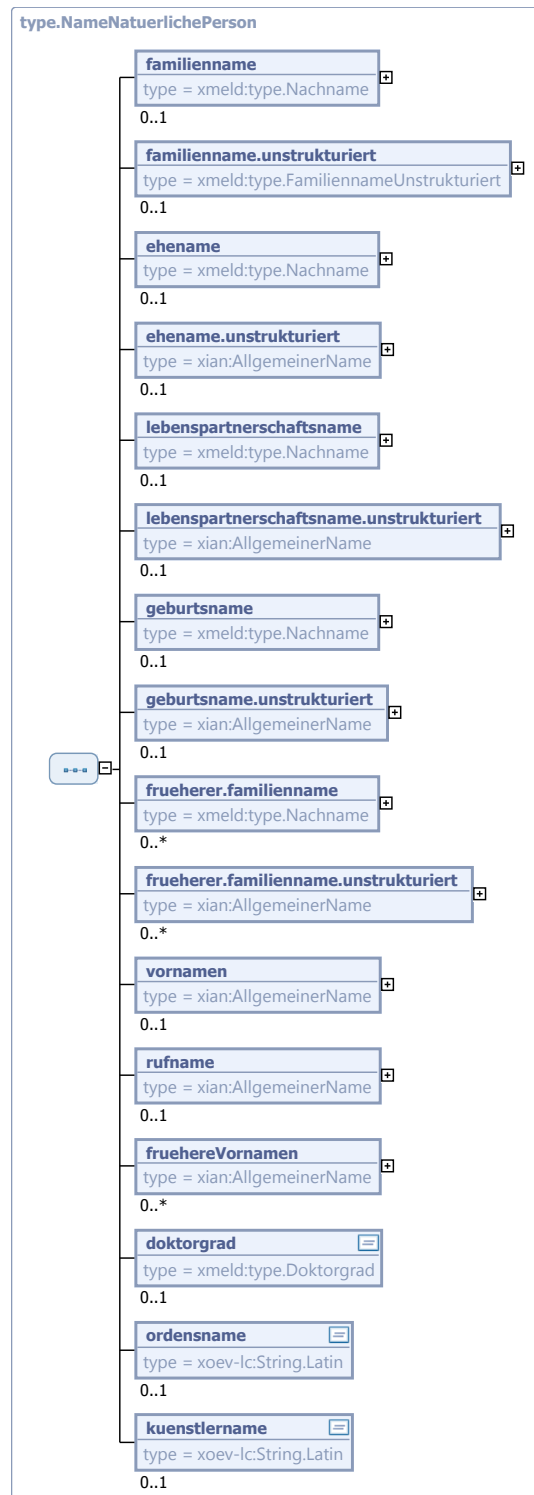 type.NameNatuerlichePerson
familienname
type = xmeld:type.Nachname
0..1
familienname.unstrukturiert
type = xmeld:type.FamiliennameUnstrukturiert
0..1
ehename
type = xmeld:type.Nachname
0..1
ehename.unstrukturiert
type = xian:AllgemeinerName
0..1
lebenspartnerschaftsname
type = xmeld:type.Nachname
0..1
lebenspartnerschaftsname.unstrukturiert
type = xian:AllgemeinerName
0..1
geburtsname
type = xmeld:type.Nachname
0..1
geburtsname.unstrukturiert
type = xian:AllgemeinerName
0..1
frueherer.familienname
type = xmeld:type.Nachname
0..*
frueherer.familienname.unstrukturiert
type = xian:AllgemeinerName
0..*
vornamen
type = xian:AllgemeinerName
0..1
rufname
type = xian:AllgemeinerName
0..1
fruehereVornamen
type = xian:AllgemeinerName
0..*
doktorgrad
type = xmeld:type.Doktorgrad
0..1
ordensname
type = xoev-lc:String.Latin
0..1
kuenstlername
type = xoev-lc:String.Latin
0..1